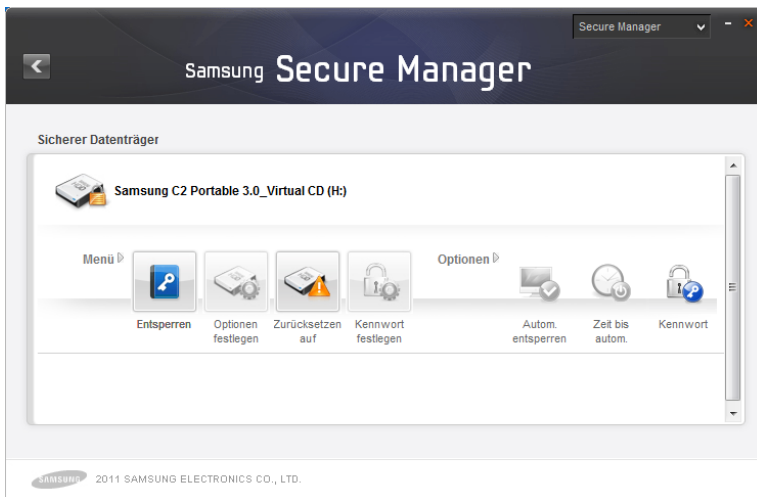 Secure Manager
Samsung Secure Manager
Sicherer Datenträger
Samsung C2 Portable 3.0_Virtual CD (H:)
Menü
Optionen
Entsperren
Optionen festlegen
Zurücksetzen auf
Kennwort festlegen
Autom. entsperren
Zeit bis autom.
Kennwort
SAMSUNG 2011 SAMSUNG ELECTRONICS CO., LTD.